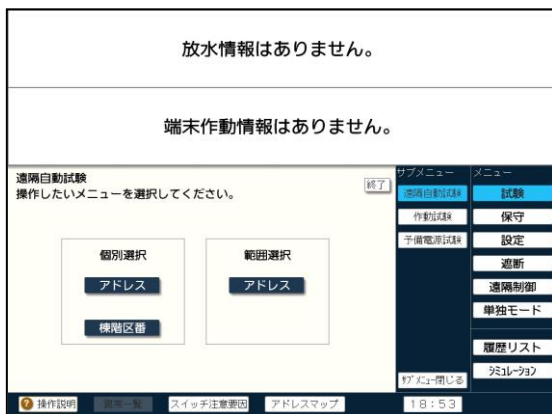 放水情報はありません。
端末作動情報はありません。
遠隔自動試験
操作したいメニューを選択してください。
終了
個別選択
アドレス
棟階区番
範囲選択
アドレス
サブメニュー
遠隔自動試験
作動試験
予備電源試験
ｻﾌﾞﾒﾆｭｰ閉じる
メニュー
試験
保守
設定
遮断
遠隔制御
単独モード
履歴リスト
ｼﾐｭﾚｰｼｮﾝ
? 操作説明
異常一覧
スイッチ注意要因
アドレスマップ
18:53